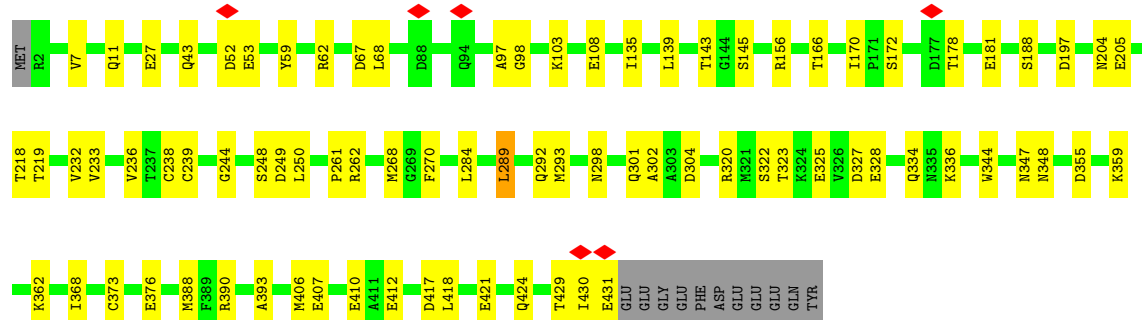 MET R2 V7 Q11 E27 Q43 D52 E53 Y59 R62 D67 L68 D88 Q94 A97 G98 K103 E108 I135 L139 T143 G144 S145 R156 T166 I170 P171 S172 D177 T178 E181 S188 D197 N204 E205
T218 T219 V232 V233 V236 T237 C238 C239 G244 S248 D249 L250 P261 R262 M268 G269 F270 L284 L289 Q292 M293 N298 Q301 A302 A303 D304 R320 M321 S322 T323 K324 E325 V326 D327 E328 Q334 N335 K336 W344 N347 N348 D355 K359
K362 I368 C373 E376 M388 F389 R390 A393 M406 E407 E410 A411 E412 D417 L418 E421 Q424 T429 I430 E431 GLU GLU GLY GLU PHE ASP GLU GLU GLU GLN TYR